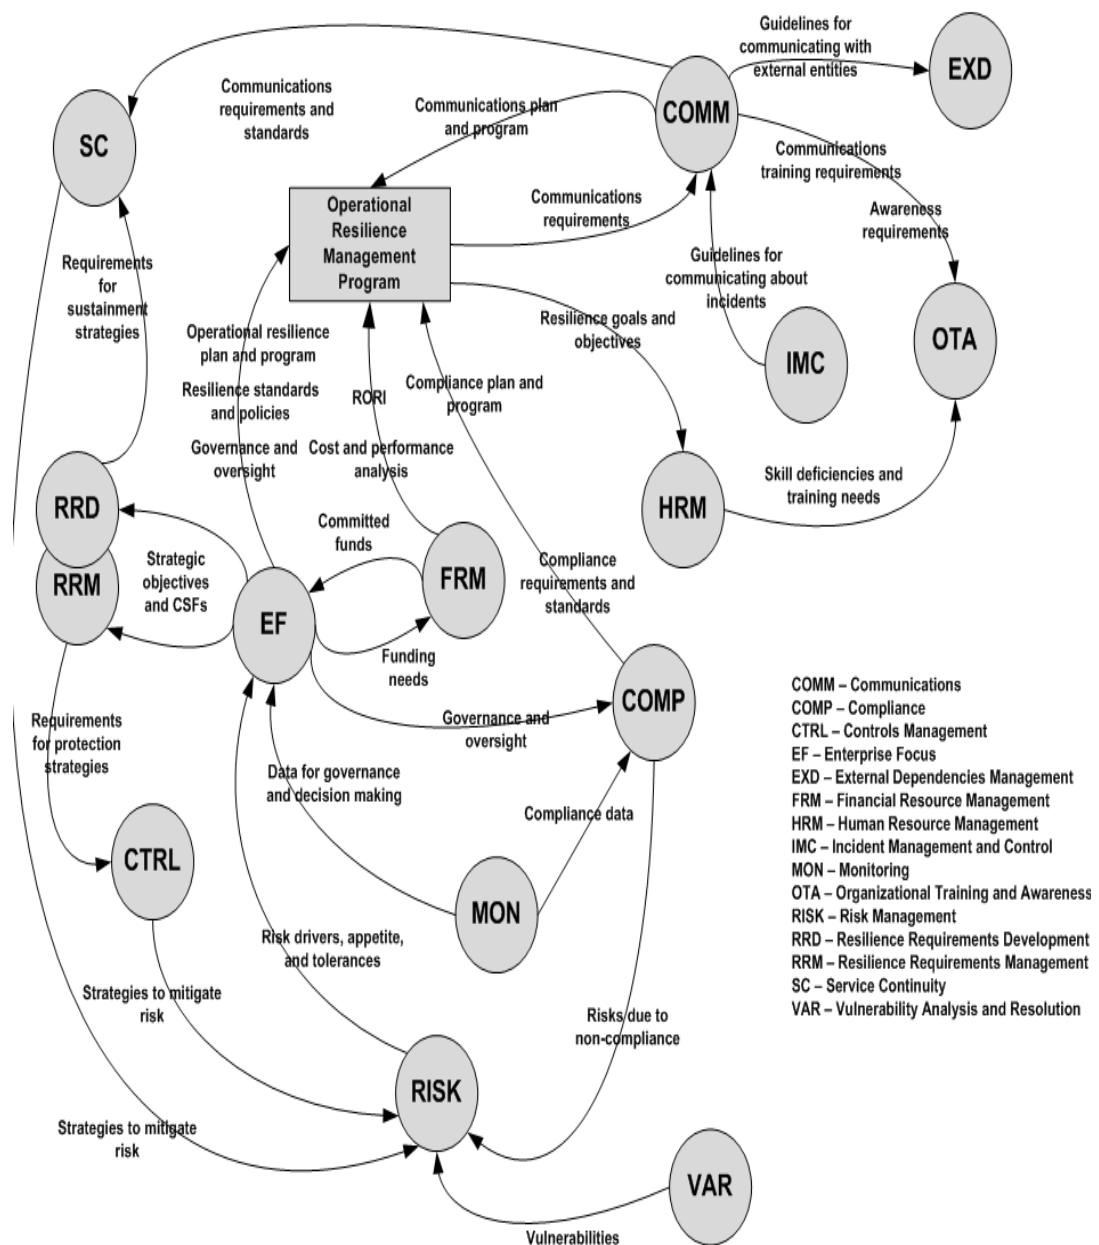 Guidelines for
communicating with
external entities
EXD
COMM
Communications
requirements and
standards
Communications plan
and program
SC
Communications
training requirements
Operational
Resilience
Management
Program
Communications
requirements
Awareness
requirements
Requirements
for
sustainment
strategies
Guidelines for
communicating about
incidents
Operational resilience
plan and program
Resilience goals and
objectives
IMC
OTA
Resilience standards
and policies
RORI
Compliance plan and
program
Governance and
oversight
Cost and performance
analysis
Skill deficiencies and
training needs
RRD
HRM
Committed
funds
RRM
Strategic
objectives
and CSFs
FRM
Compliance
requirements and
standards
EF
Funding
needs
COMP
Governance and
oversight
Requirements
for protection
strategies
Data for governance
and decision making
Compliance data
CTRL
MON
Risk drivers, appetite,
and tolerances
Strategies to mitigate
risk
Risks due to
non-compliance
RISK
Strategies to mitigate
risk
VAR
Vulnerabilities
COMM – Communications
COMP – Compliance
CTRL – Controls Management
EF – Enterprise Focus
EXD – External Dependencies Management
FRM – Financial Resource Management
HRM – Human Resource Management
IMC – Incident Management and Control
MON – Monitoring
OTA – Organizational Training and Awareness
RISK – Risk Management
RRD – Resilience Requirements Development
RRM – Resilience Requirements Management
SC – Service Continuity
VAR – Vulnerability Analysis and Resolution